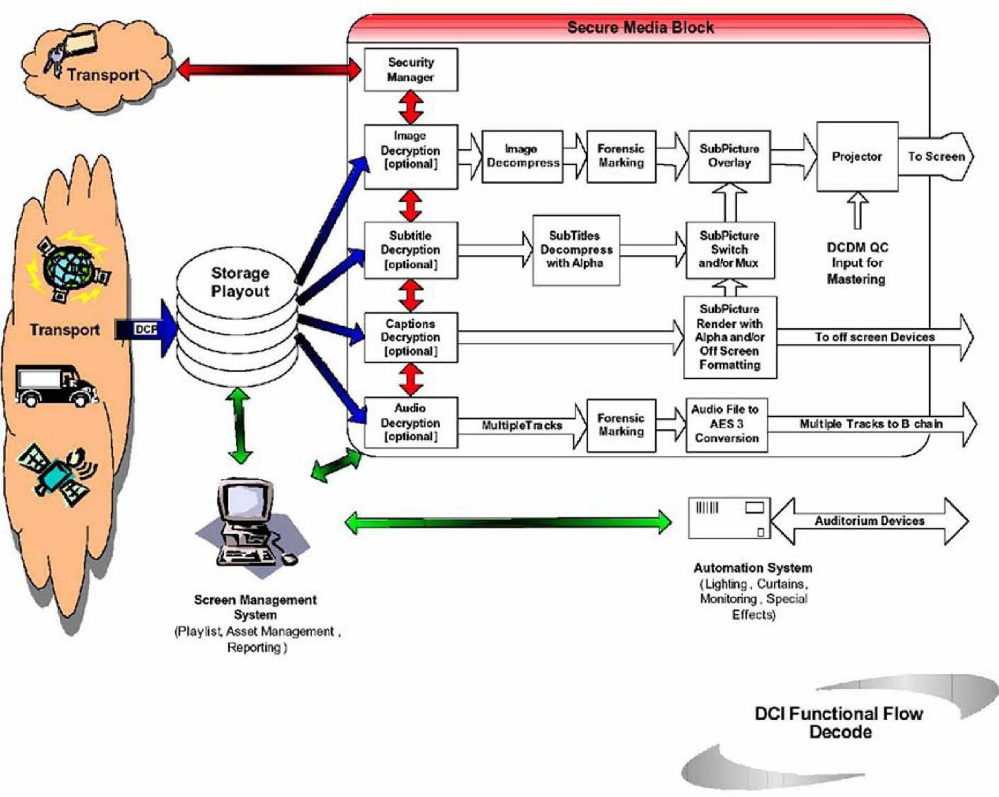 Secure Media Block
Transport
Security
Manager
Image
Decryption
[optional]
Image
Decompress
Forensic
Marking
SubPicture
Overlay
Projector
To Screen
Subtitle
Decryption
[optional]
SubTitles
Decompress
with Alpha
SubPicture
Switch
and/or Mux
DCDM QC
Input for
Mastering
Storage
Playout
Transport
DCP
Captions
Decryption
[optional]
SubPicture
Render with
Alpha and/or
Off Screen
Formatting
To off screen Devices
Audio
Decryption
[optional]
MultipleTracks
Forensic
Marking
Audio File to
AES 3
Conversion
Multiple Tracks to B chain
Auditorium Devices
Automation System
(Lighting , Curtains,
Monitoring , Special
Effects)
Screen Management
System
(Playlist, Asset Management ,
Reporting )
DCI Functional Flow
Decode